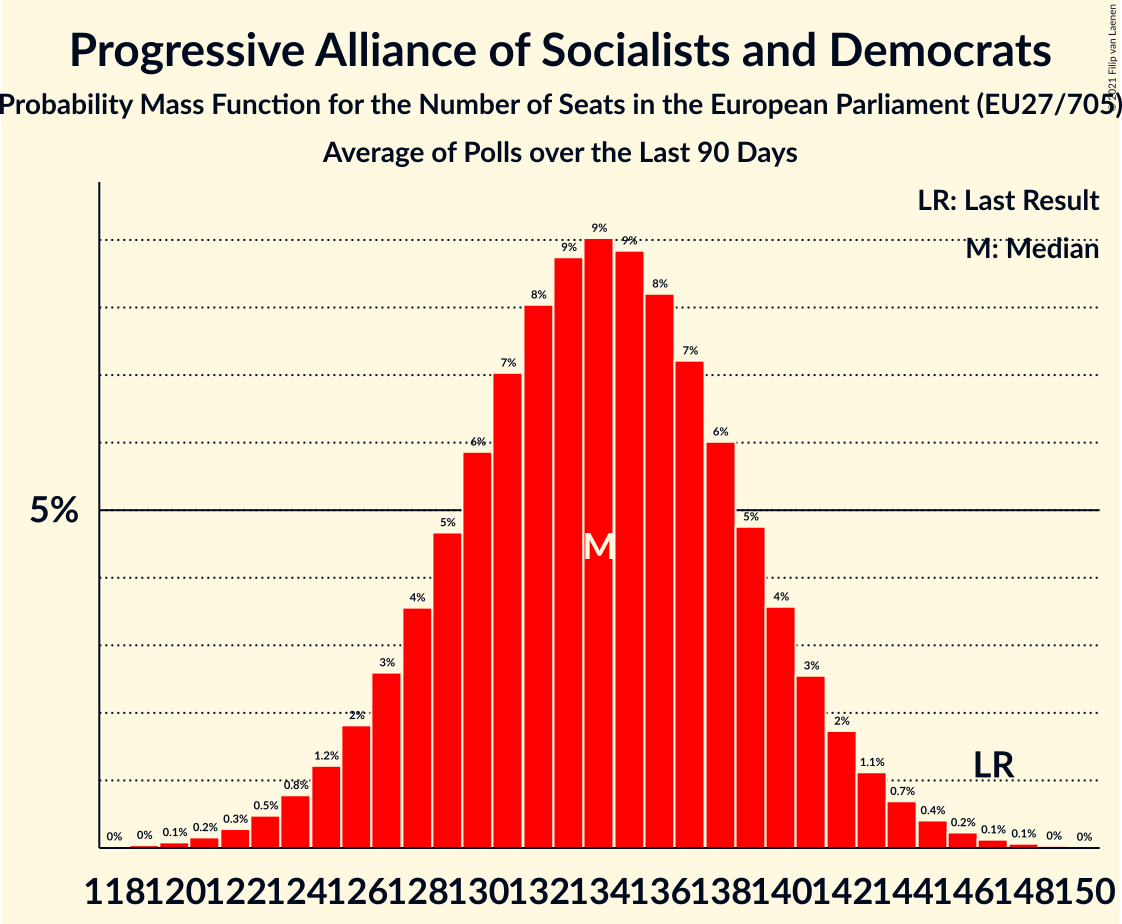 Progressive Alliance of Socialists and Democrats
Probability Mass Function for the Number of Seats in the European Parliament (EU27/705)
Average of Polls over the Last 90 Days
© 2021 Filip van Laenen
LR: Last Result
M: Median
5%
0% 0% 0.1% 0.2% 0.3% 0.5% 0.8% 1.2% 2% 3% 4% 5% 6% 7% 8% 9% 9% 9% 8% 7% 6% 5% 4% 3% 2% 1.1% 0.7% 0.4% 0.2% 0.1% 0.1% 0% 0%
M
LR
118 120 122 124 126 128 130 132 134 136 138 140 142 144 146 148 150